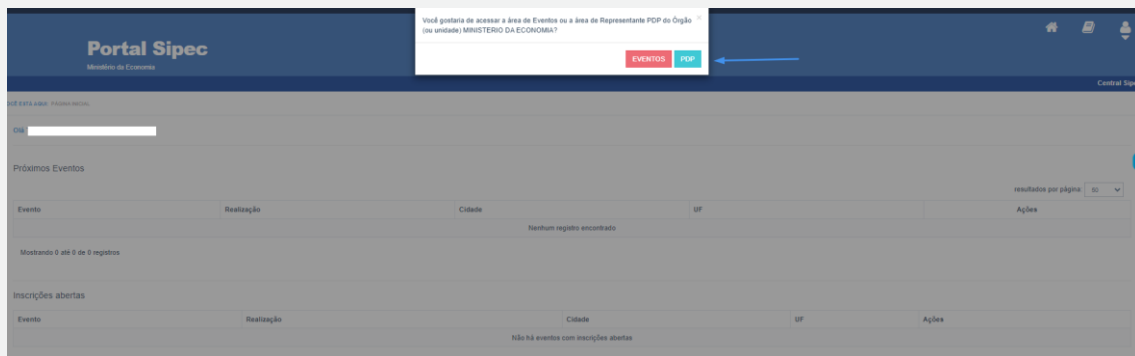 Você gostaria de acessar a área de Eventos ou a área de Representante PDP do Órgão
(ou unidade) MINISTERIO DA ECONOMIA?
×
EVENTOS PDP
Portal Sipec
Ministério da Economia
Central Sipe
VOCÊ ESTÁ AQUI: PÁGINA INICIAL
Olá
Próximos Eventos
resultados por página: 50
Evento Realização Cidade UF Ações
Nenhum registro encontrado
Mostrando 0 até 0 de 0 registros
Inscrições abertas
Evento Realização Cidade UF Ações
Não há eventos com inscrições abertas